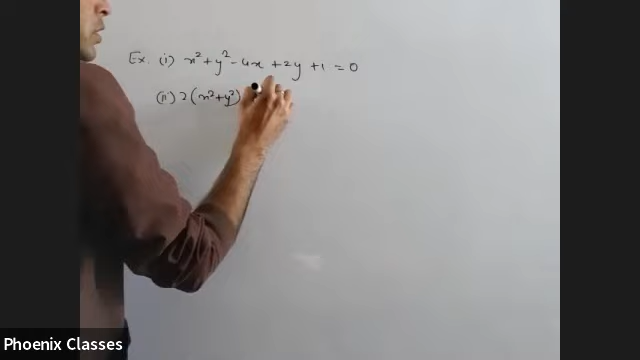 Ex. (i) x² + y² - 4x + 2y + 1 = 0
(ii) 2(x² + y²)
Phoenix Classes